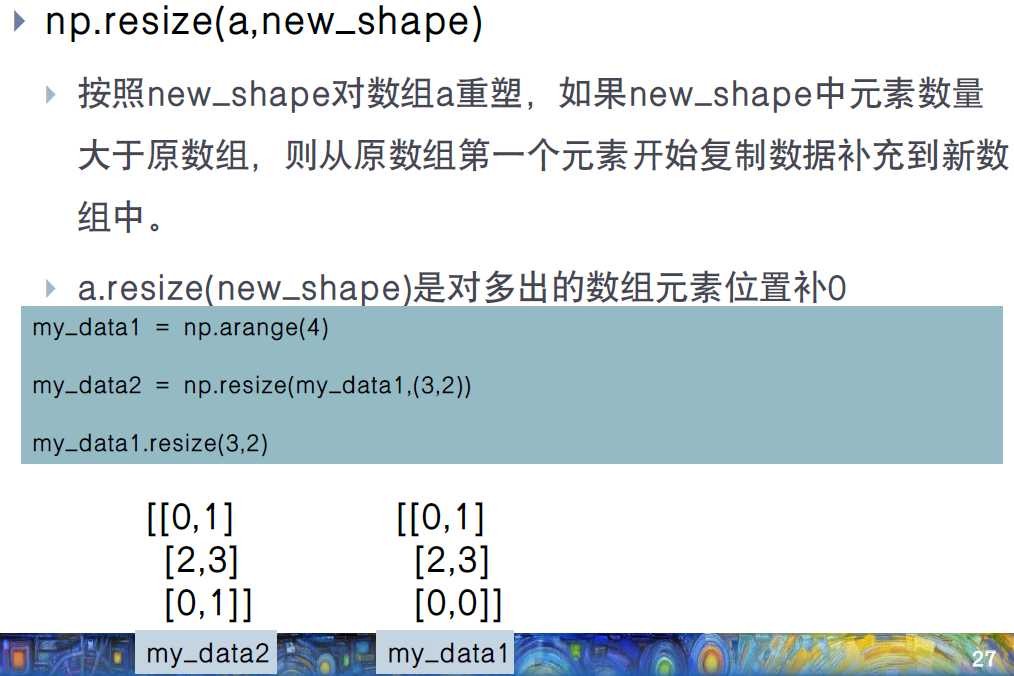 np.resize(a,new_shape)
按照new_shape对数组a重塑，如果new_shape中元素数量
大于原数组，则从原数组第一个元素开始复制数据补充到新数
组中。
a.resize(new_shape)是对多出的数组元素位置补0
my_data1 = np.arange(4)
my_data2 = np.resize(my_data1,(3,2))
my_data1.resize(3,2)
[[0,1]
[2,3]
[0,1]]
my_data2
[[0,1]
[2,3]
[0,0]]
my_data1
27